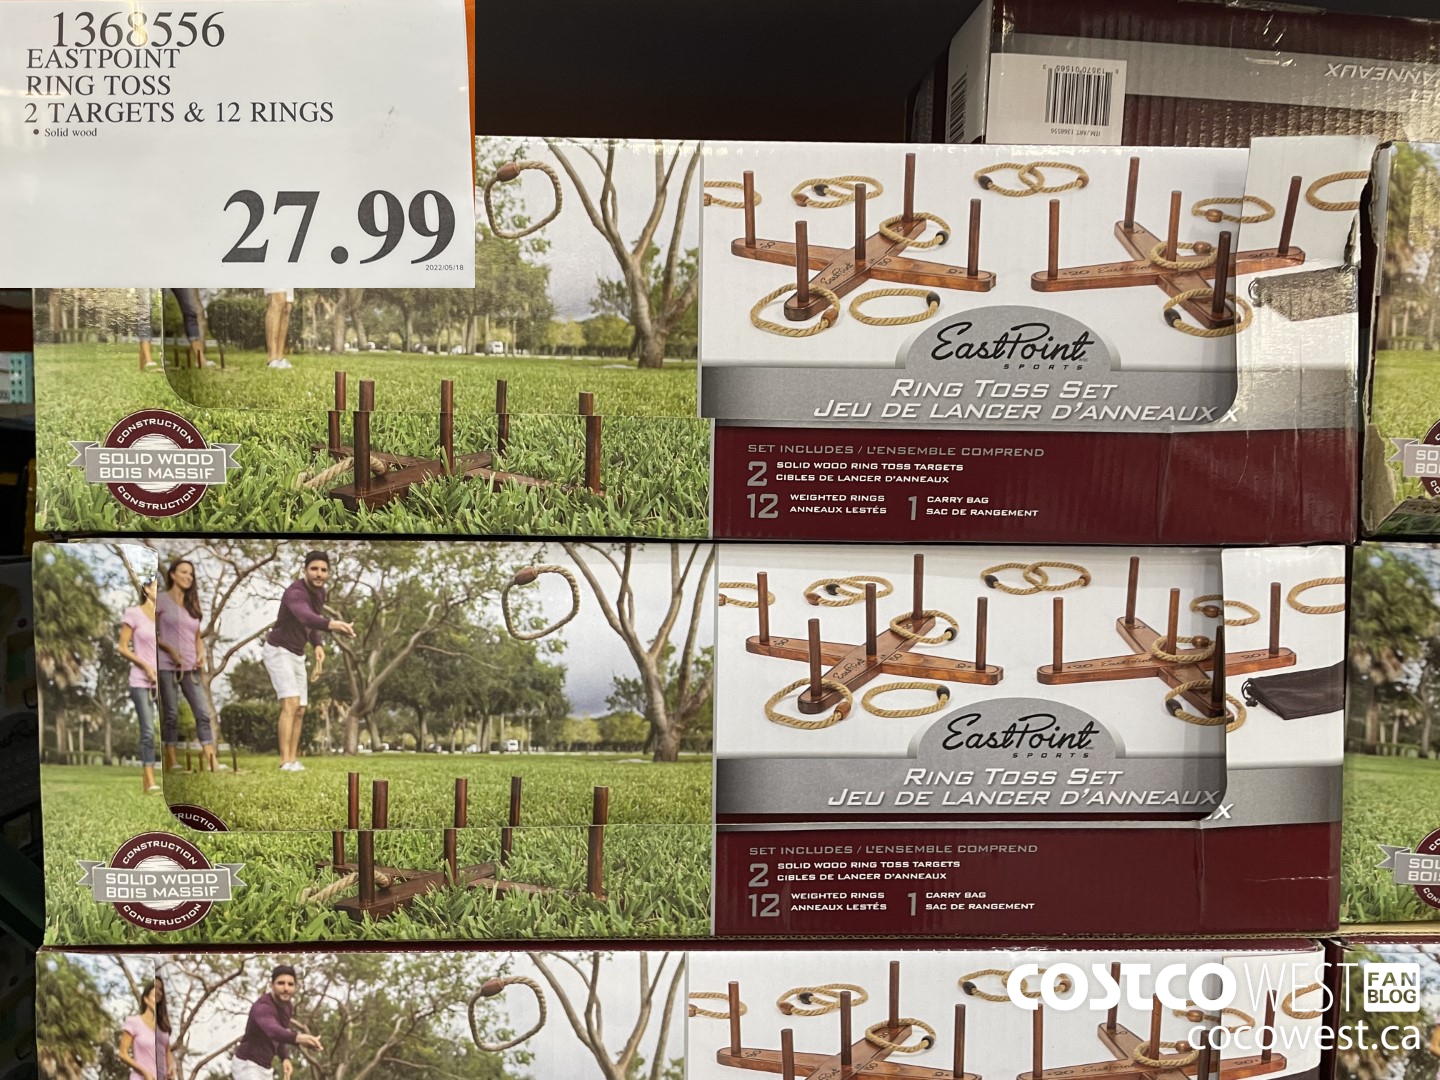 1368556
EASTPOINT
RING TOSS
2 TARGETS & 12 RINGS
• Solid wood
27.99
2022/05/18
ITM./ART. 1368556
ANNEAUX
EastPoint
SPORTS
RING TOSS SET
JEU DE LANCER D'ANNEAUX X
CONSTRUCTION
SOLID WOOD
BOIS MASSIF
CONSTRUCTION
SET INCLUDES / L'ENSEMBLE COMPREND
2 SOLID WOOD RING TOSS TARGETS
CIBLES DE LANCER D'ANNEAUX
12 WEIGHTED RINGS
ANNEAUX LESTÉS
1 CARRY BAG
SAC DE RANGEMENT
EastPoint
SPORTS
RING TOSS SET
JEU DE LANCER D'ANNEAUX
X
RUCTION
CONSTRUCTION
SOLID WOOD
BOIS MASSIF
CONSTRUCTION
SET INCLUDES / L'ENSEMBLE COMPREND
2 SOLID WOOD RING TOSS TARGETS
CIBLES DE LANCER D'ANNEAUX
12 WEIGHTED RINGS
ANNEAUX LESTÉS
1 CARRY BAG
SAC DE RANGEMENT
COSTCO WEST FAN BLOG
cocowest.ca